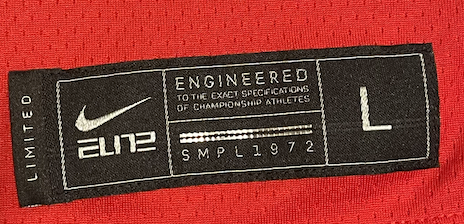 LIMITED
ELITE
ENGINEERED
TO THE EXACT SPECIFICATIONS
OF CHAMPIONSHIP ATHLETES
SMPL1972
L